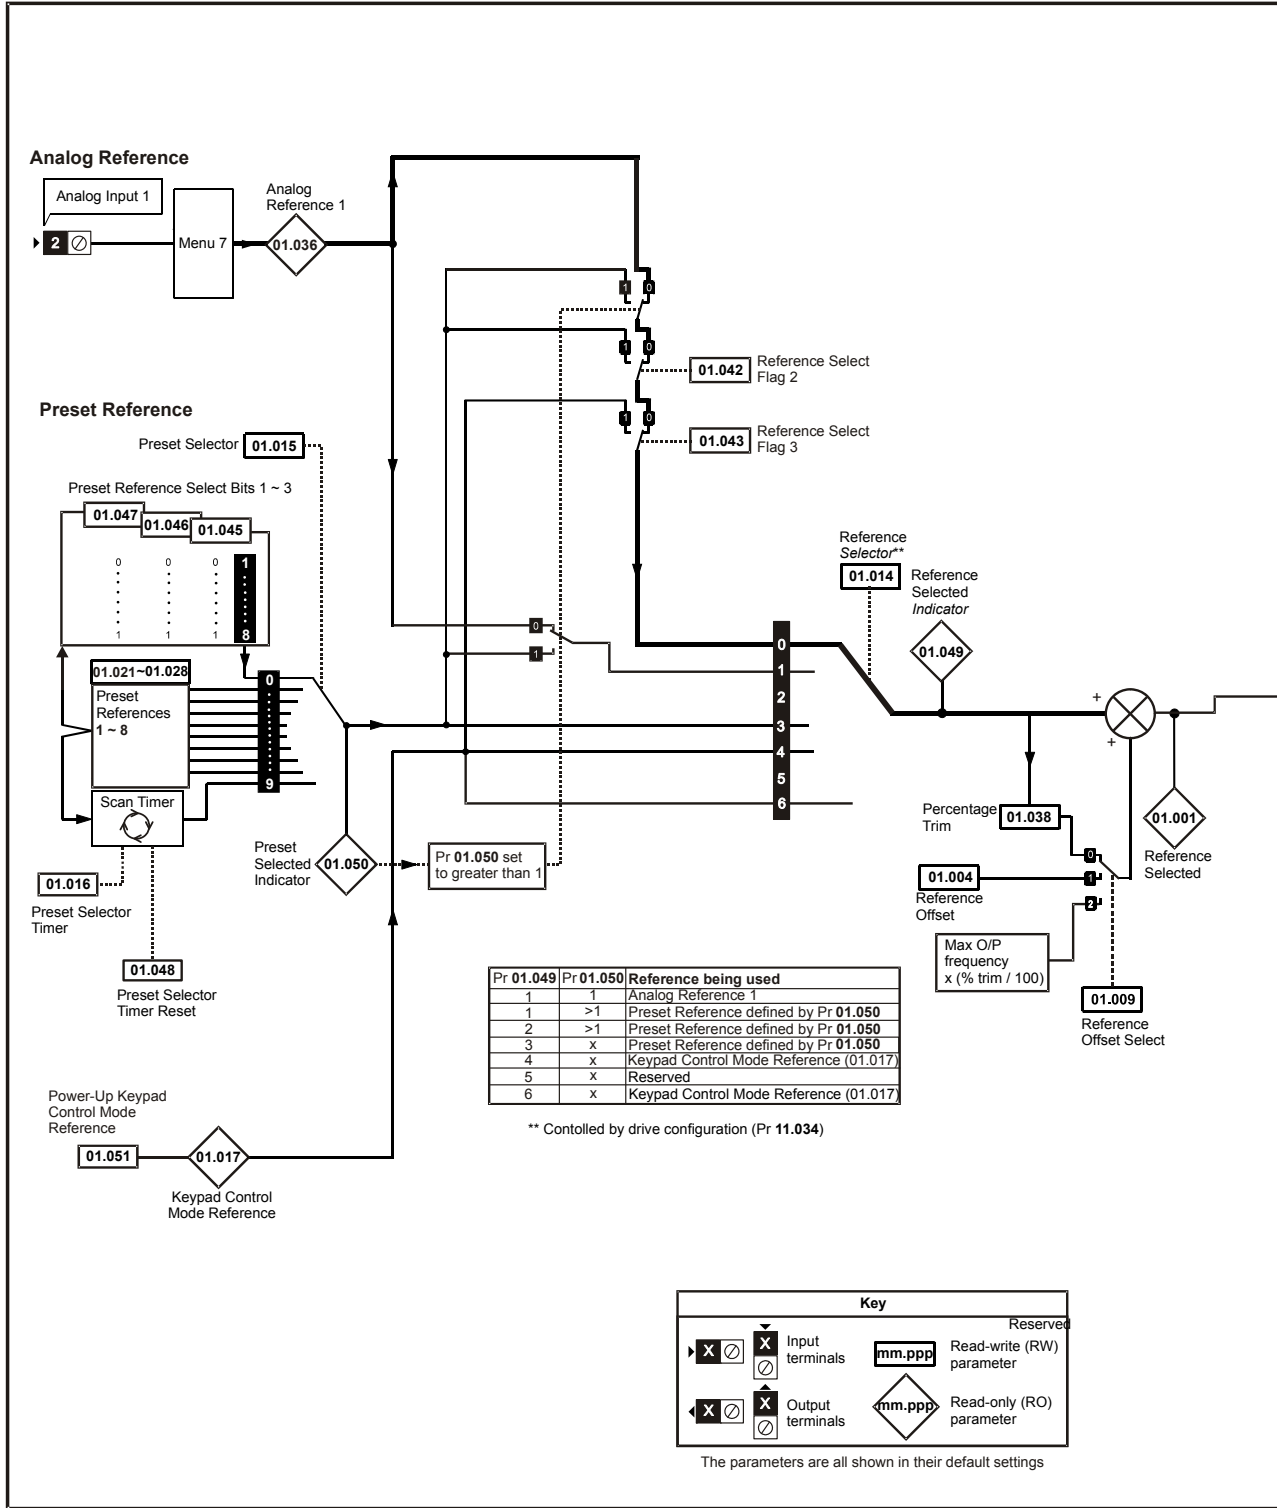 Analog Reference
Analog Input 1
2
Menu 7
Analog
Reference 1
01.036
1 0
1 0
01.042
Reference Select
Flag 2
1 0
01.043
Reference Select
Flag 3
Preset Reference
Preset Selector
01.015
Preset Reference Select Bits 1 ~ 3
01.047
01.046
01.045
0 0 0 1
1 1 1 8
01.021~01.028
Preset
References
1 ~ 8
0
9
Scan Timer
01.016
Preset Selector
Timer
01.048
Preset Selector
Timer Reset
Preset
Selected
Indicator
01.050
Pr 01.050 set
to greater than 1
0
1
0
1
2
3
4
5
6
Reference
Selector**
01.014
Reference
Selected
Indicator
01.049
+
+
Percentage
Trim
01.038
01.001
Reference
Selected
0
1
2
01.004
Reference
Offset
Max O/P
frequency
x (% trim / 100)
01.009
Reference
Offset Select
Pr 01.049 Pr 01.050 Reference being used
1 1 Analog Reference 1
1 >1 Preset Reference defined by Pr 01.050
2 >1 Preset Reference defined by Pr 01.050
3 x Preset Reference defined by Pr 01.050
4 x Keypad Control Mode Reference (01.017)
5 x Reserved
6 x Keypad Control Mode Reference (01.017)
** Contolled by drive configuration (Pr 11.034)
Power-Up Keypad
Control Mode
Reference
01.051
01.017
Keypad Control
Mode Reference
Key
Reserved
X
X
Input
terminals
mm.ppp
Read-write (RW)
parameter
X
X
Output
terminals
mm.ppp
Read-only (RO)
parameter
The parameters are all shown in their default settings